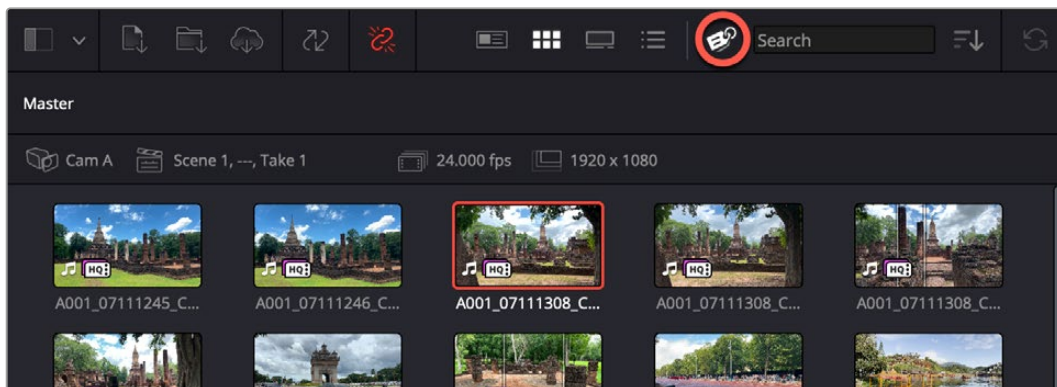 Search
Master
Cam A Scene 1, ---, Take 1 24.000 fps 1920 x 1080
HQ HQ HQ HQ HQ
A001_07111245_C... A001_07111246_C... A001_07111308_C... A001_07111308_C... A001_07111308_C...